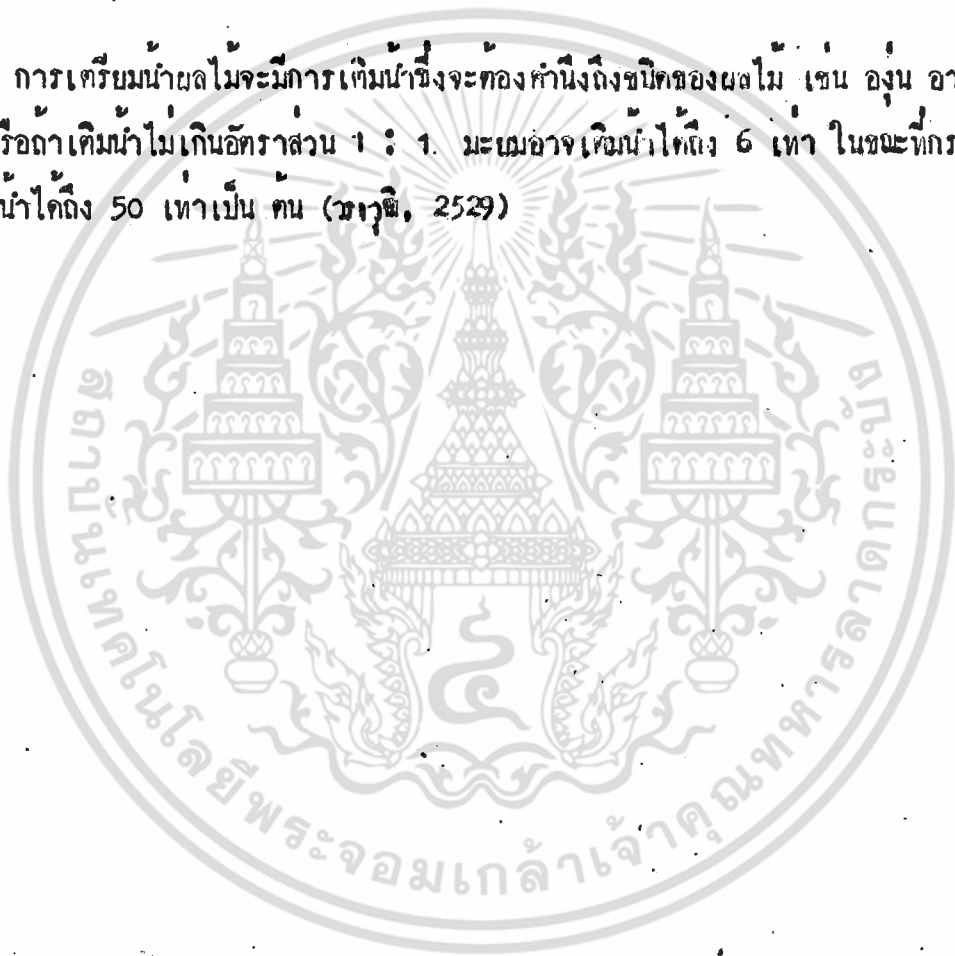 การเตรียมน้ำผลไม้จะมีการเติมน้ำซึ่งจะต้องคำนึงถึงชนิดของผลไม้ เช่น องุ่น อา
รือถ้าเติมน้ำไม่เกินอัตราส่วน 1 : 1. มะยมอาจเติมน้ำได้ถึง 6 เท่า ในขณะที่กร
น้ำได้ถึง 50 เท่าเป็น ต้น (วราวุฒิ, 2529)
สถาบันเทคโนโลยีพระจอมเกล้าเจ้าคุณทหารลาดกระบัง